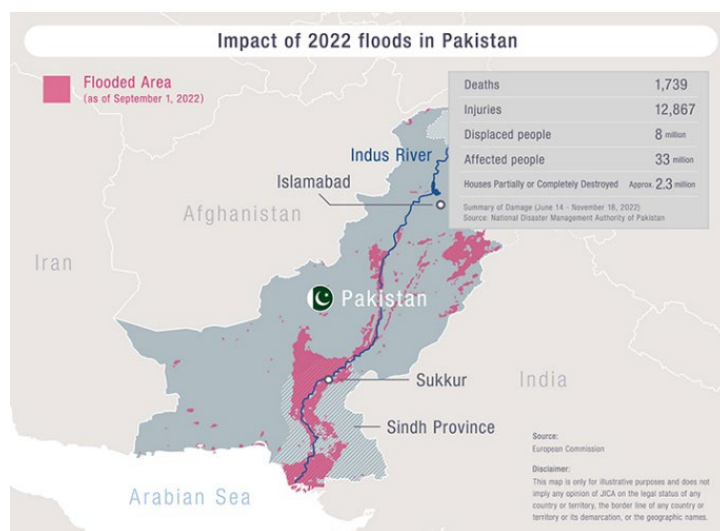 Impact of 2022 floods in Pakistan
Flooded Area
(as of September 1, 2022)
Deaths 1,739
Injuries 12,867
Displaced people 8 million
Affected people 33 million
Houses Partially or Completely Destroyed Approx. 2.3 million
Summary of Damage (June 14 - November 18, 2022)
Source: National Disaster Management Authority of Pakistan
Indus River
Islamabad
Afghanistan
Iran
Pakistan
Sukkur
India
Sindh Province
Arabian Sea
Source:
European Commission
Disclaimer:
This map is only for illustrative purposes and does
not imply any opinion of JICA on the legal status of any
country or territory, the border line of any country or
territory or its demarcation, or the geographic names.